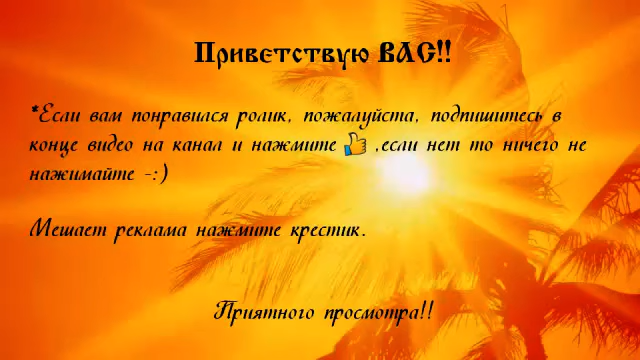 Приветствую ВАС!!
*Если вам понравился ролик, пожалуйста, подпишитесь в
конце видео на канал и нажмите 👍 ,если нет то ничего не
нажимайте -:)
Мешает реклама нажмите крестик.
Приятного просмотра!!